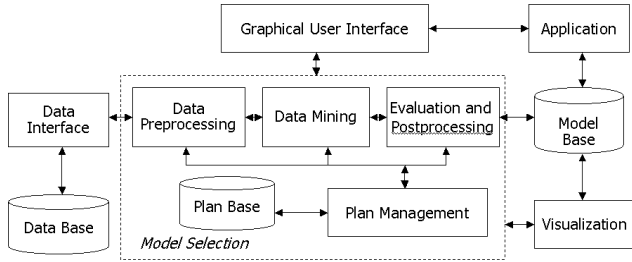 Graphical User Interface
Application
Data
Interface
Data
Preprocessing
Data Mining
Evaluation and
Postprocessing
Model
Base
Data Base
Plan Base
Plan Management
Visualization
Model Selection